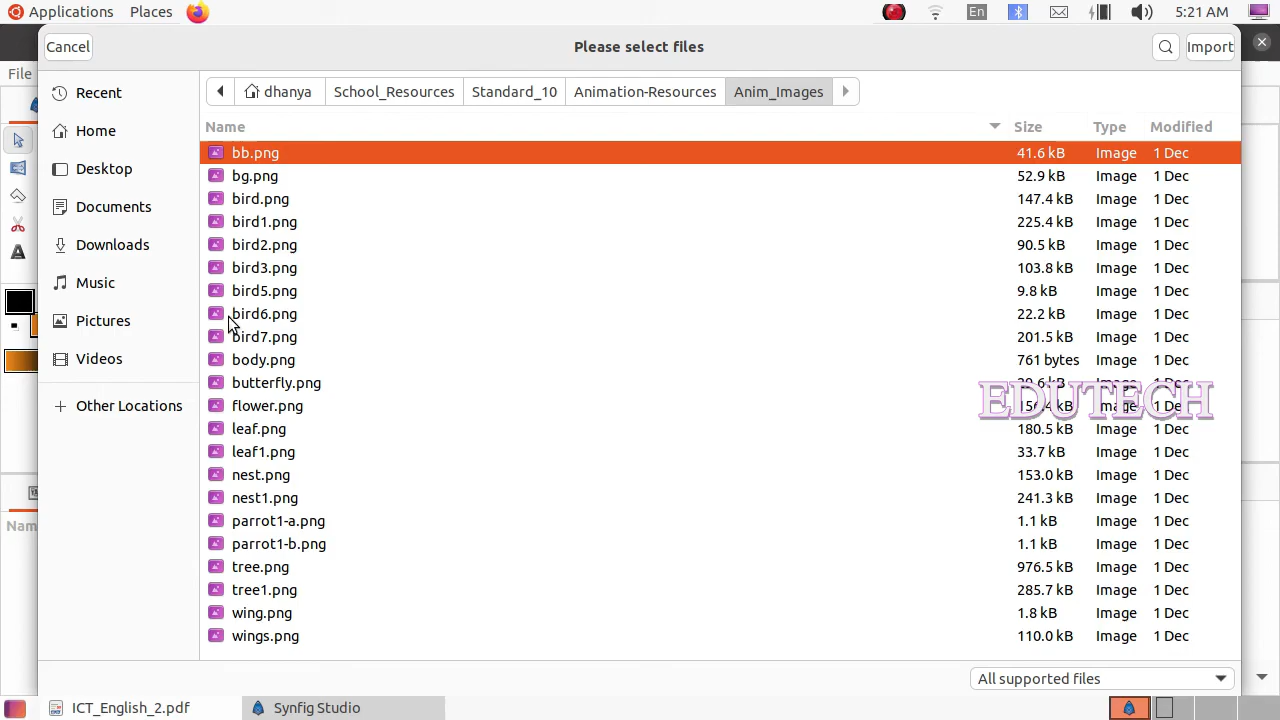 Applications Places En 5:21 AM
Cancel Please select files Import
File
Recent
Home
Desktop
Documents
Downloads
Music
Pictures
Videos
Other Locations
dhanya School_Resources Standard_10 Animation-Resources Anim_Images
Name Size Type Modified
bb.png 41.6 kB Image 1 Dec
bg.png 52.9 kB Image 1 Dec
bird.png 147.4 kB Image 1 Dec
bird1.png 225.4 kB Image 1 Dec
bird2.png 90.5 kB Image 1 Dec
bird3.png 103.8 kB Image 1 Dec
bird5.png 9.8 kB Image 1 Dec
bird6.png 22.2 kB Image 1 Dec
bird7.png 201.5 kB Image 1 Dec
body.png 761 bytes Image 1 Dec
butterfly.png kB Image 1 Dec
flower.png 156.4 kB Image 1 Dec
EDUTECH
leaf.png 180.5 kB Image 1 Dec
leaf1.png 33.7 kB Image 1 Dec
nest.png 153.0 kB Image 1 Dec
nest1.png 241.3 kB Image 1 Dec
parrot1-a.png 1.1 kB Image 1 Dec
parrot1-b.png 1.1 kB Image 1 Dec
tree.png 976.5 kB Image 1 Dec
tree1.png 285.7 kB Image 1 Dec
wing.png 1.8 kB Image 1 Dec
wings.png 110.0 kB Image 1 Dec
All supported files
ICT_English_2.pdf Synfig Studio